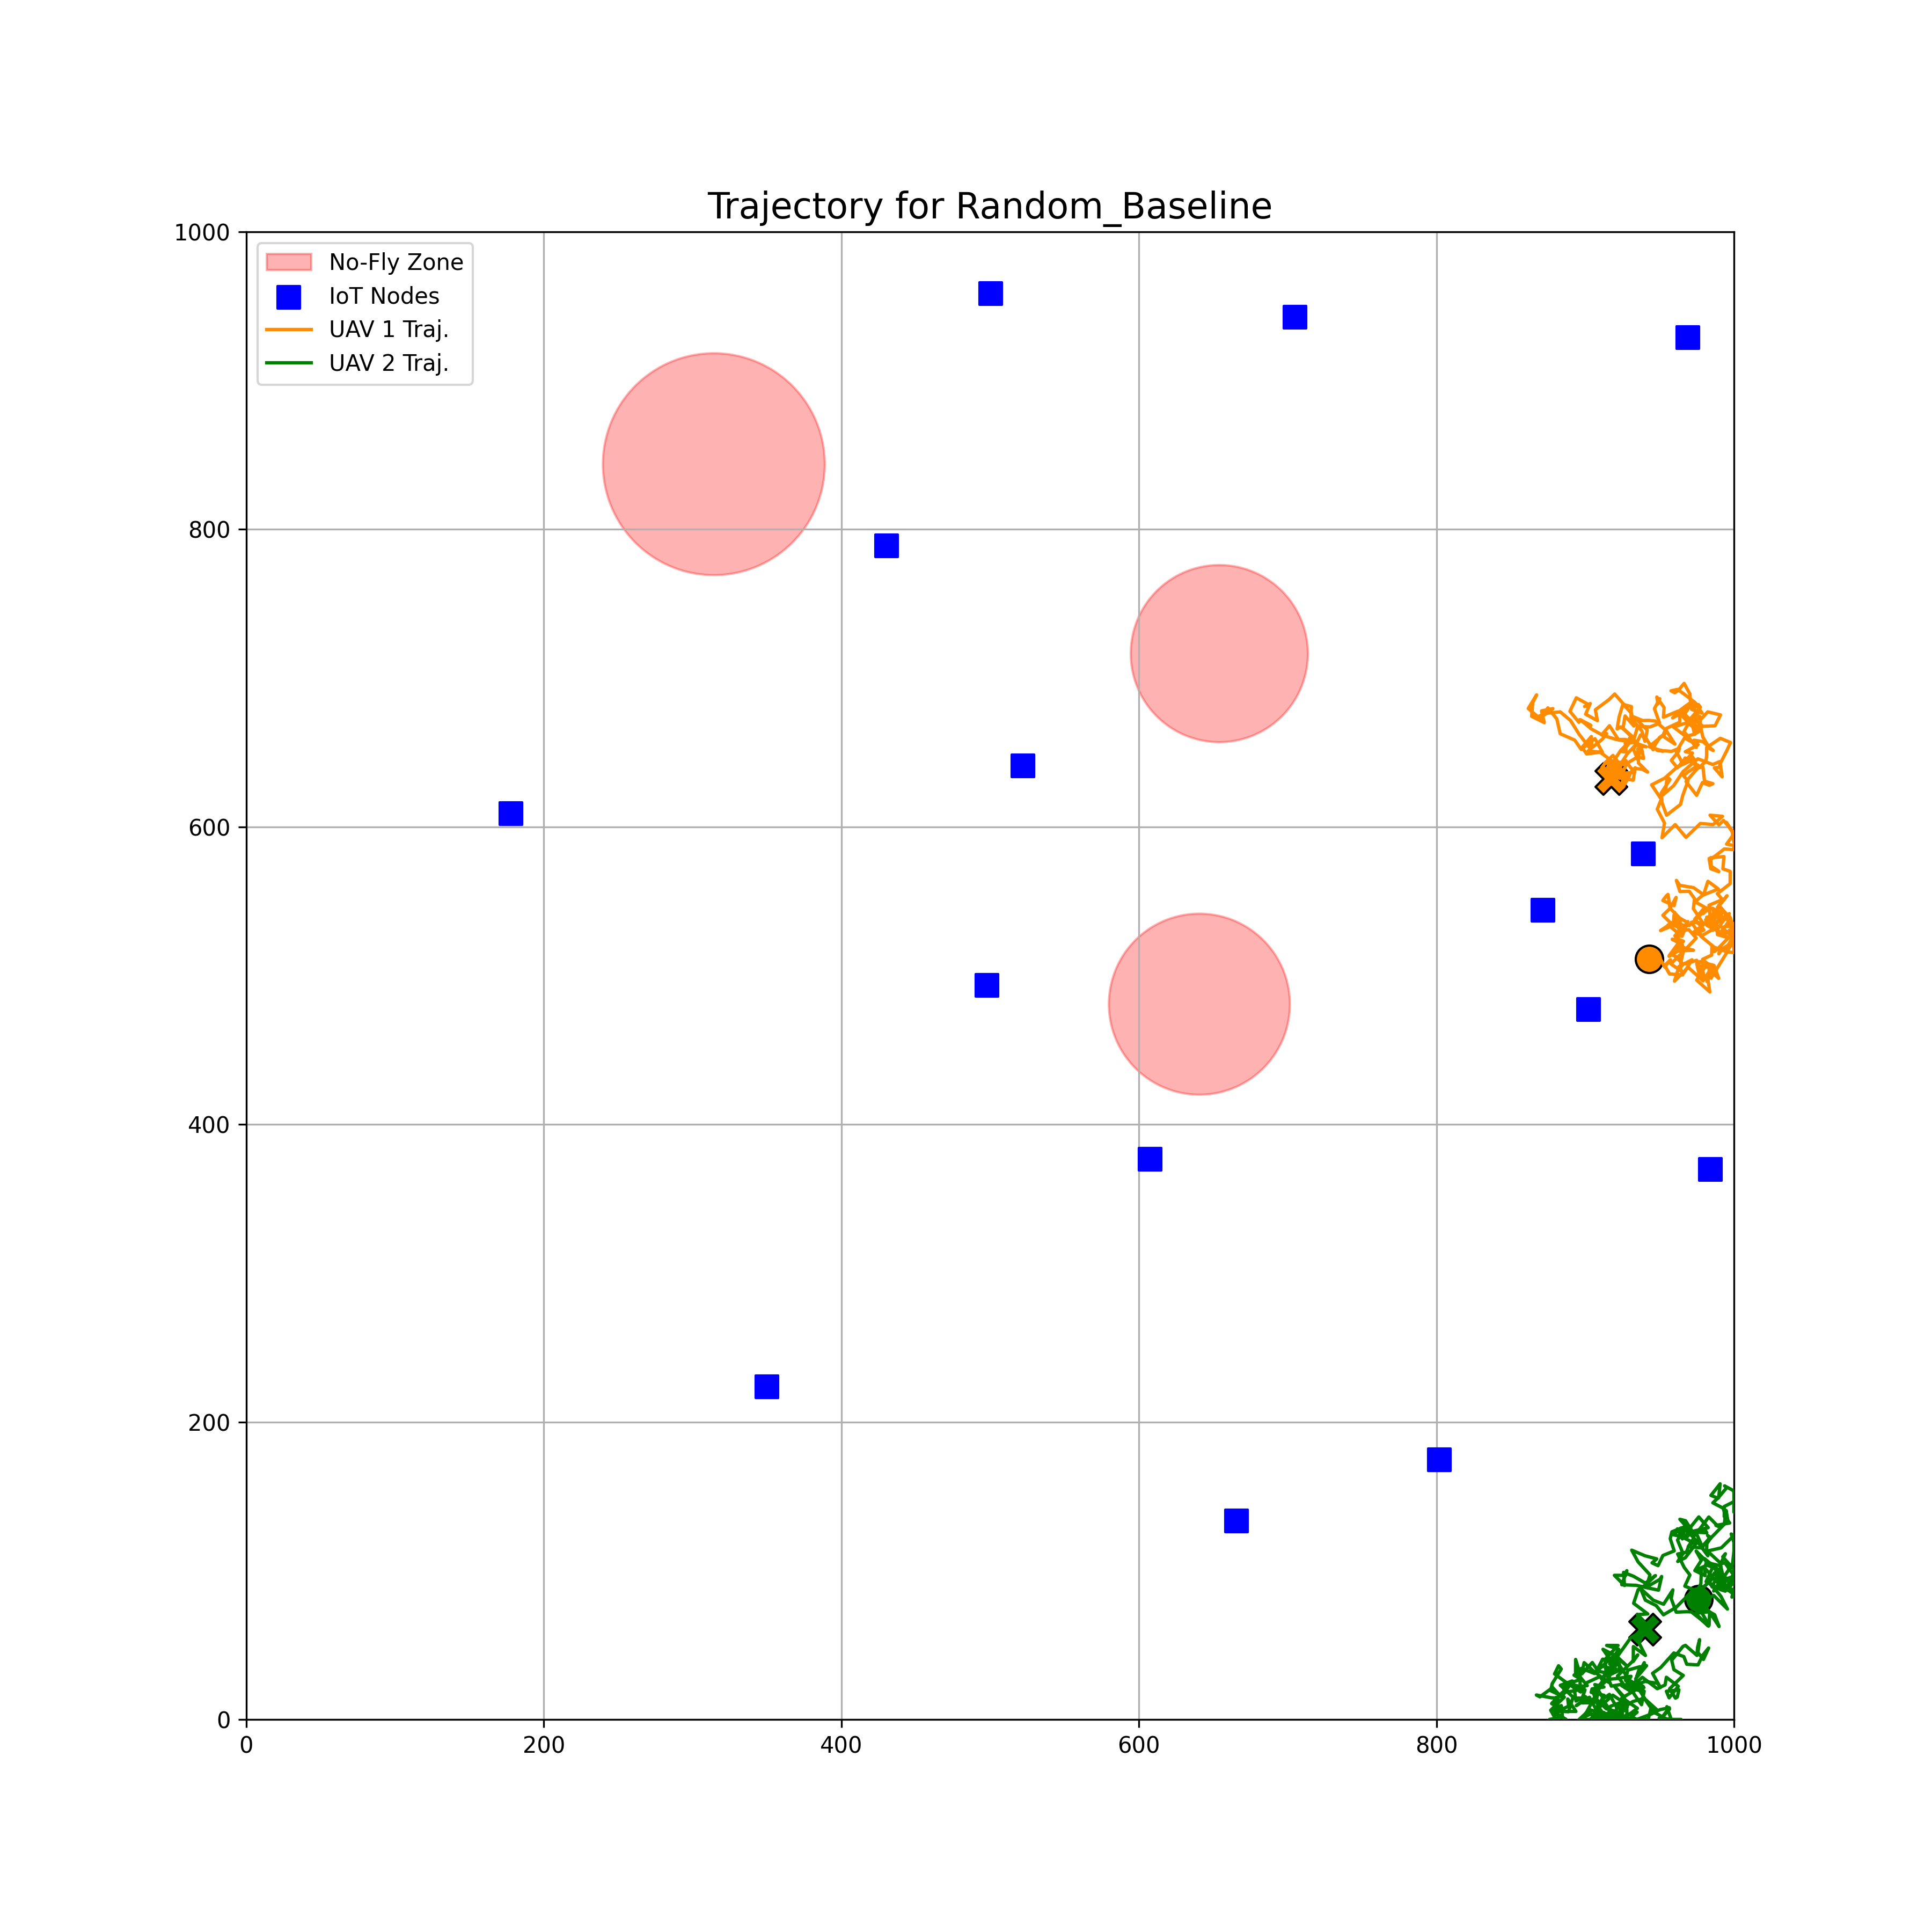 Trajectory for Random_Baseline
1000
No-Fly Zone
IoT Nodes
UAV 1 Traj.
UAV 2 Traj.
800
600
400
200
0
0 200 400 600 800 1000